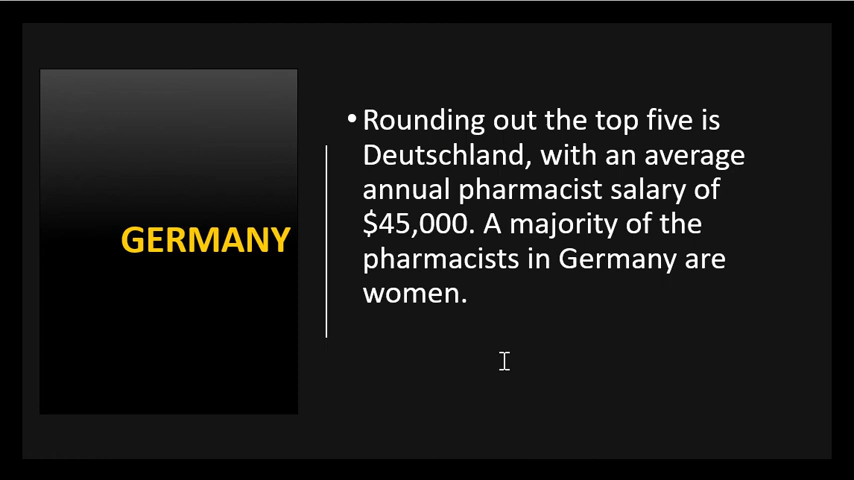 GERMANY
• Rounding out the top five is
Deutschland, with an average
annual pharmacist salary of
$45,000. A majority of the
pharmacists in Germany are
women.